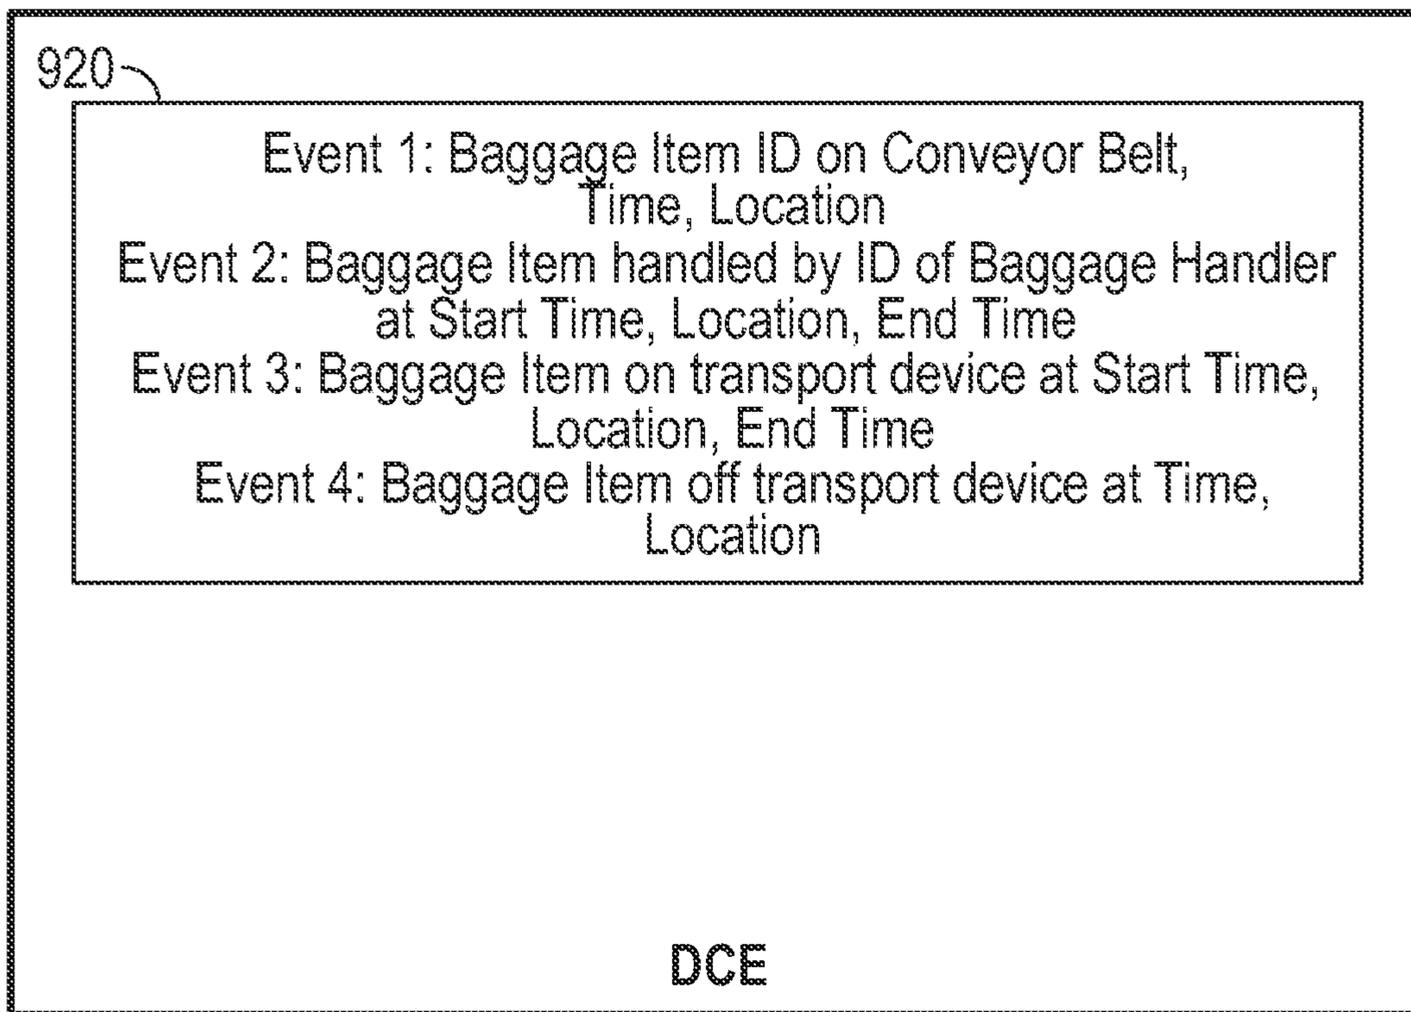 920
Event 1: Baggage Item ID on Conveyor Belt,
Time, Location
Event 2: Baggage Item handled by ID of Baggage Handler
at Start Time, Location, End Time
Event 3: Baggage Item on transport device at Start Time,
Location, End Time
Event 4: Baggage Item off transport device at Time,
Location
DCE